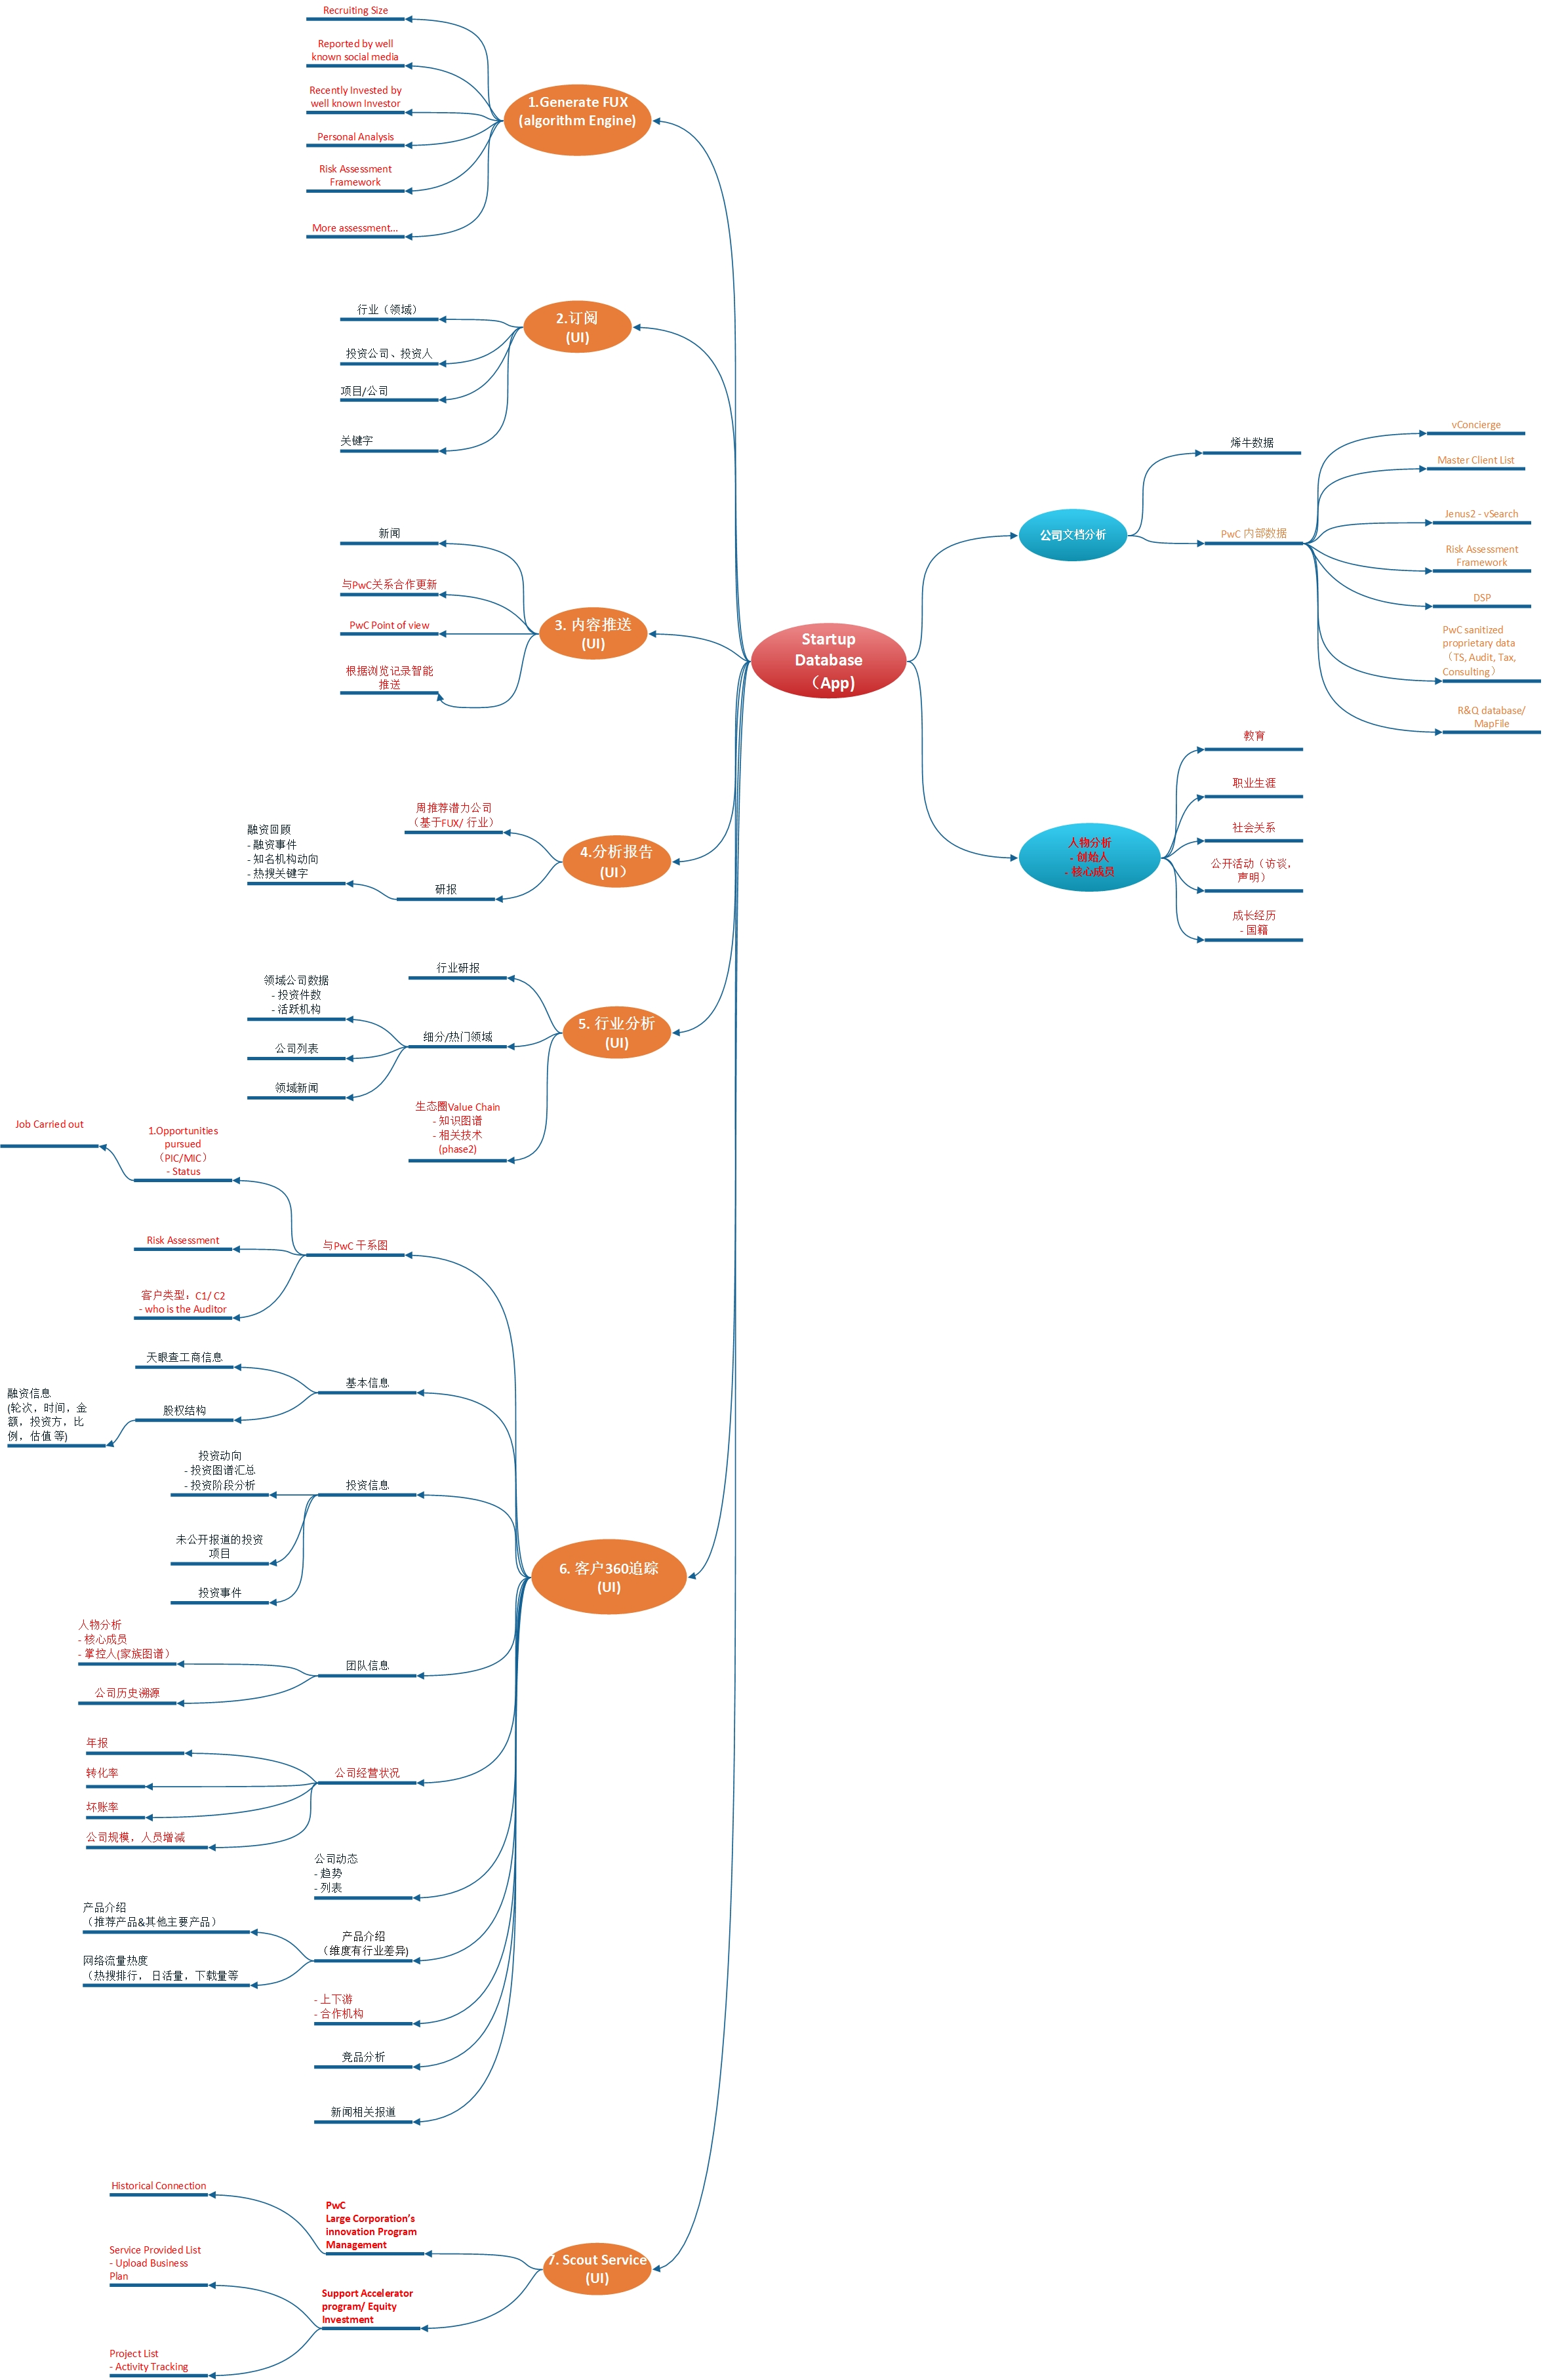 Recruiting Size
Reported by well
known social media
Recently Invested by
well known Investor
Personal Analysis
Risk Assessment
Framework
More assessment...
1.Generate FUX
(algorithm Engine)
行业（领域）
投资公司、投资人
项目/公司
关键字
2.订阅
(UI)
新闻
与PwC关系合作更新
PwC Point of view
根据浏览记录智能
推送
3. 内容推送
(UI)
周推荐潜力公司
（基于FUX/ 行业）
融资回顾
- 融资事件
- 知名机构动向
- 热搜关键字
研报
4.分析报告
(UI）
行业研报
领域公司数据
- 投资件数
- 活跃机构
公司列表
领域新闻
细分/热门领域
生态圈Value Chain
- 知识图谱
- 相关技术
(phase2)
5. 行业分析
(UI)
Job Carried out
1.Opportunities
pursued
（PIC/MIC）
- Status
Risk Assessment
客户类型：C1/ C2
- who is the Auditor
与PwC 干系图
天眼查工商信息
融资信息
(轮次，时间，金
额，投资方，比
例，估值 等)
股权结构
基本信息
投资动向
- 投资图谱汇总
- 投资阶段分析
未公开报道的投资
项目
投资事件
投资信息
人物分析
- 核心成员
- 掌控人(家族图谱）
公司历史溯源
团队信息
年报
转化率
坏账率
公司规模，人员增减
公司经营状况
公司动态
- 趋势
- 列表
产品介绍
（推荐产品&其他主要产品）
网络流量热度
（热搜排行，日活量，下载量等
产品介绍
（维度有行业差异)
- 上下游
- 合作机构
竞品分析
新闻相关报道
6. 客户360追踪
(UI)
Historical Connection
PwC
Large Corporation’s
innovation Program
Management
Service Provided List
- Upload Business
Plan
Project List
- Activity Tracking
Support Accelerator
program/ Equity
Investment
7. Scout Service
(UI)
Startup
Database
（App)
公司文档分析
烯牛数据
PwC 内部数据
vConcierge
Master Client List
Jenus2 - vSearch
Risk Assessment
Framework
DSP
PwC sanitized
proprietary data
（TS, Audit, Tax,
Consulting）
R&Q database/
MapFile
人物分析
- 创始人
- 核心成员
教育
职业生涯
社会关系
公开活动（访谈，
声明）
成长经历
- 国籍